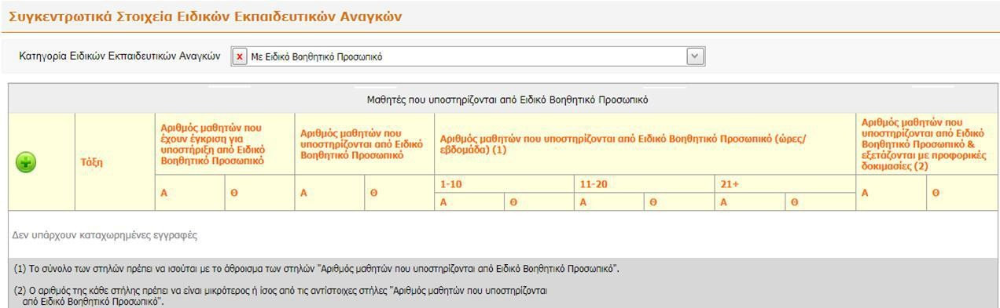 Συγκεντρωτικά Στοιχεία Ειδικών Εκπαιδευτικών Αναγκών
Κατηγορία Ειδικών Εκπαιδευτικών Αναγκών x Με Ειδικό Βοηθητικό Προσωπικό
Μαθητές που υποστηρίζονται από Ειδικό Βοηθητικό Προσωπικό
Τάξη
Αριθμός μαθητών που
έχουν έγκριση για
υποστήριξη από Ειδικό
Βοηθητικό Προσωπικό
Αριθμός μαθητών που
υποστηρίζονται από Ειδικό
Βοηθητικό Προσωπικό
Αριθμός μαθητών που υποστηρίζονται από Ειδικό Βοηθητικό Προσωπικό (ώρες/
εβδομάδα) (1)
Αριθμός μαθητών που
υποστηρίζονται από Ειδικό
Βοηθητικό Προσωπικό &
εξετάζονται με προφορικές
δοκιμασίες (2)
Α Θ Α Θ
1-10 11-20 21+
Α Θ Α Θ Α Θ
Α Θ
Δεν υπάρχουν καταχωρημένες εγγραφές
(1) Το σύνολο των στηλών πρέπει να ισούται με το άθροισμα των στηλών "Αριθμός μαθητών που υποστηρίζονται από Ειδικό Βοηθητικό Προσωπικό".
(2) Ο αριθμός της κάθε στήλης πρέπει να είναι μικρότερος ή ίσος από τις αντίστοιχες στήλες "Αριθμός μαθητών που υποστηρίζονται
από Ειδικό Βοηθητικό Προσωπικό".